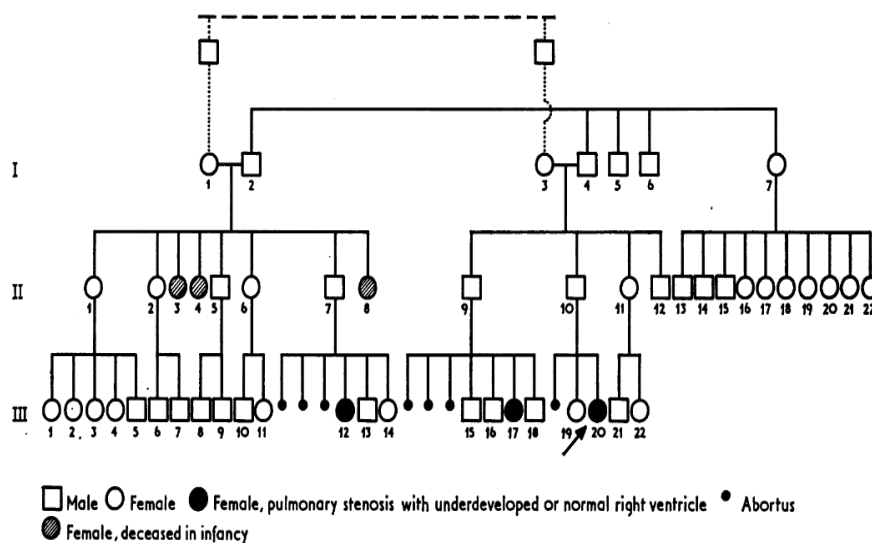 I
1 2 3 4 5 6 7
II
1 2 3 4 5 6 7 8 9 10 11 12 13 14 15 16 17 18 19 20 21 22
III
1 2 3 4 5 6 7 8 9 10 11 12 13 14 15 16 17 18 19 20 21 22
Male Female Female, pulmonary stenosis with underdeveloped or normal right ventricle Abortus
Female, deceased in infancy